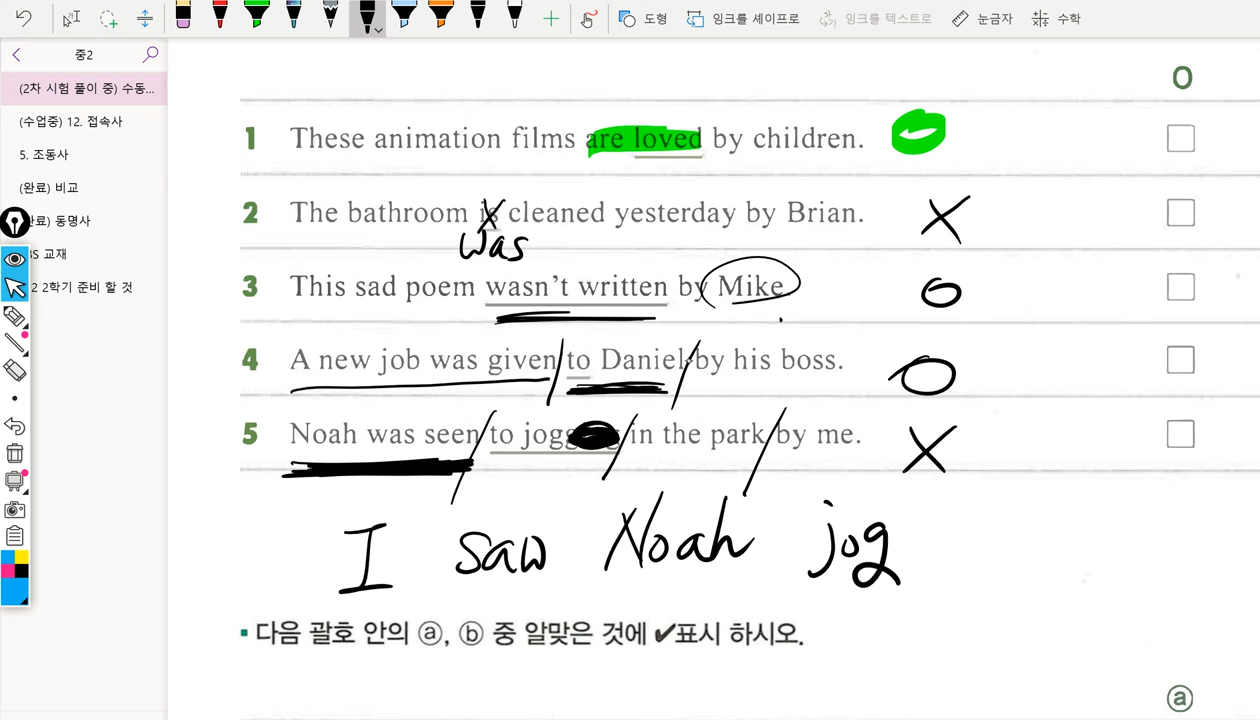 도형
잉크를 셰이프로
잉크를 텍스트로
눈금자
수학
중2
(2차 시험 풀이 중) 수동...
(수업중) 12. 접속사
5. 조동사
(완료) 비교
료) 동명사
교재
2 2학기 준비 할 것
O
1 These animation films are loved by children.
2 The bathroom is cleaned yesterday by Brian. X
was
3 This sad poem wasn't written by Mike. O
4 A new job was given / to Daniel / by his boss. O
5 Noah was seen / to jogg / in the park / by me. X
I saw Noah jog
▪ 다음 괄호 안의 ⓐ, ⓑ 중 알맞은 것에 ✔표시 하시오.
ⓐ